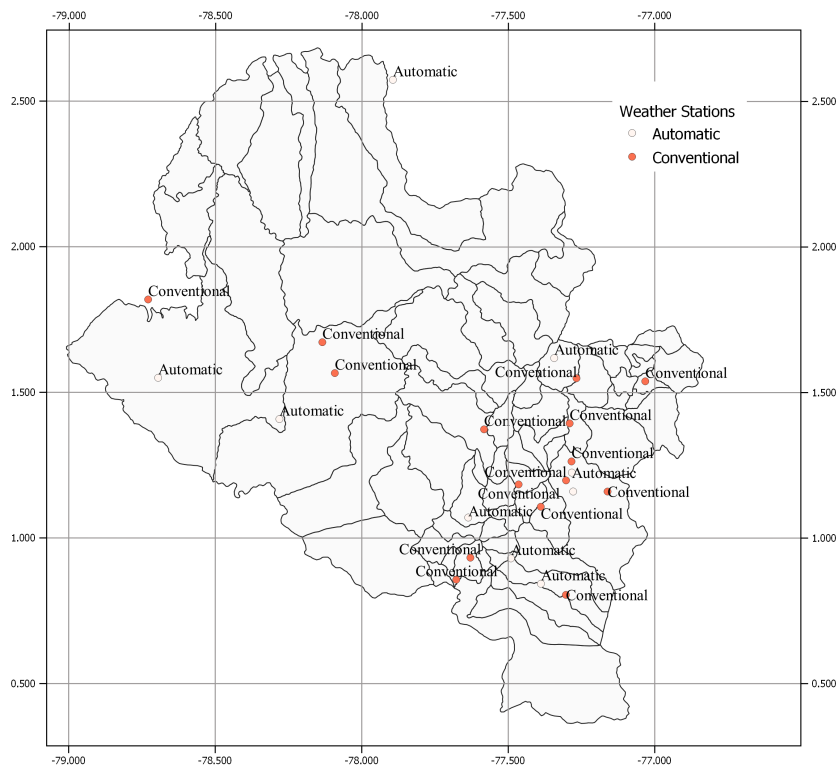 -79.000 -78.500 -78.000 -77.500 -77.000
Automatic
2.500 2.500
Weather Stations
Automatic
Conventional
2.000 2.000
Conventional
Conventional
Automatic
Conventional
Automatic
Conventional
Conventional
1.500 1.500
Automatic
Conventional
Conventional
Conventional
Conventional
Automatic
Conventional
Conventional
Automatic
Conventional
1.000 1.000
Conventional
Automatic
Conventional
Automatic
Conventional
0.500 0.500
-79.000 -78.500 -78.000 -77.500 -77.000